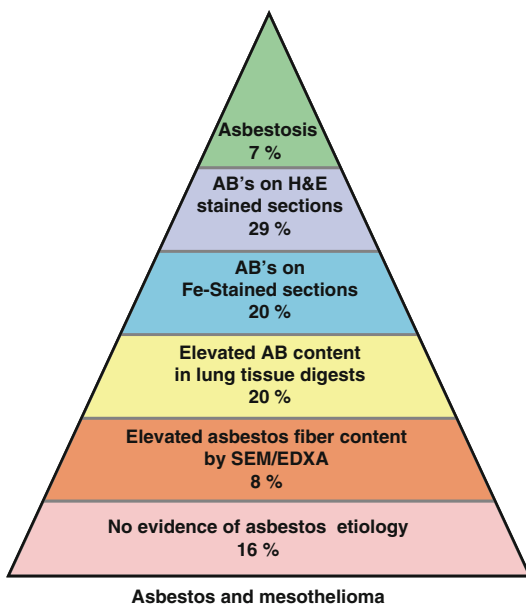 Asbestosis
7 %
AB's on H&E
stained sections
29 %
AB's on
Fe-Stained sections
20 %
Elevated AB content
in lung tissue digests
20 %
Elevated asbestos fiber content
by SEM/EDXA
8 %
No evidence of asbestos etiology
16 %
Asbestos and mesothelioma